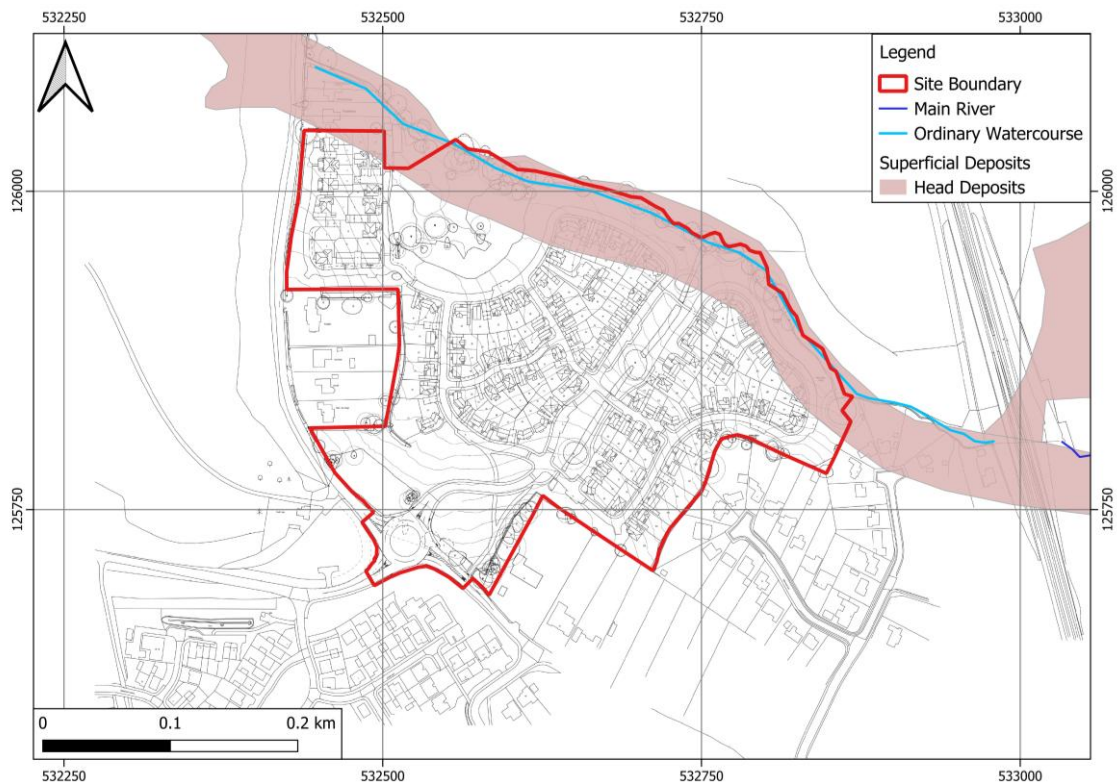 532250 532500 532750 533000
Legend
Site Boundary
Main River
Ordinary Watercourse
Superficial Deposits
Head Deposits
126000 126000
125750 125750
0 0.1 0.2 km
532250 532500 532750 533000